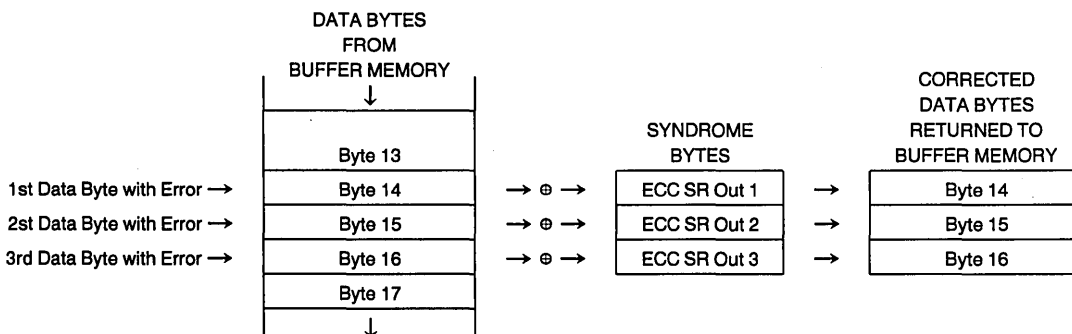 DATA BYTES
FROM
BUFFER MEMORY
↓
CORRECTED
DATA BYTES
RETURNED TO
BUFFER MEMORY
SYNDROME
BYTES
Byte 13
1st Data Byte with Error → Byte 14 → ⊕ → ECC SR Out 1 → Byte 14
2nd Data Byte with Error → Byte 15 → ⊕ → ECC SR Out 2 → Byte 15
3rd Data Byte with Error → Byte 16 → ⊕ → ECC SR Out 3 → Byte 16
Byte 17
↓